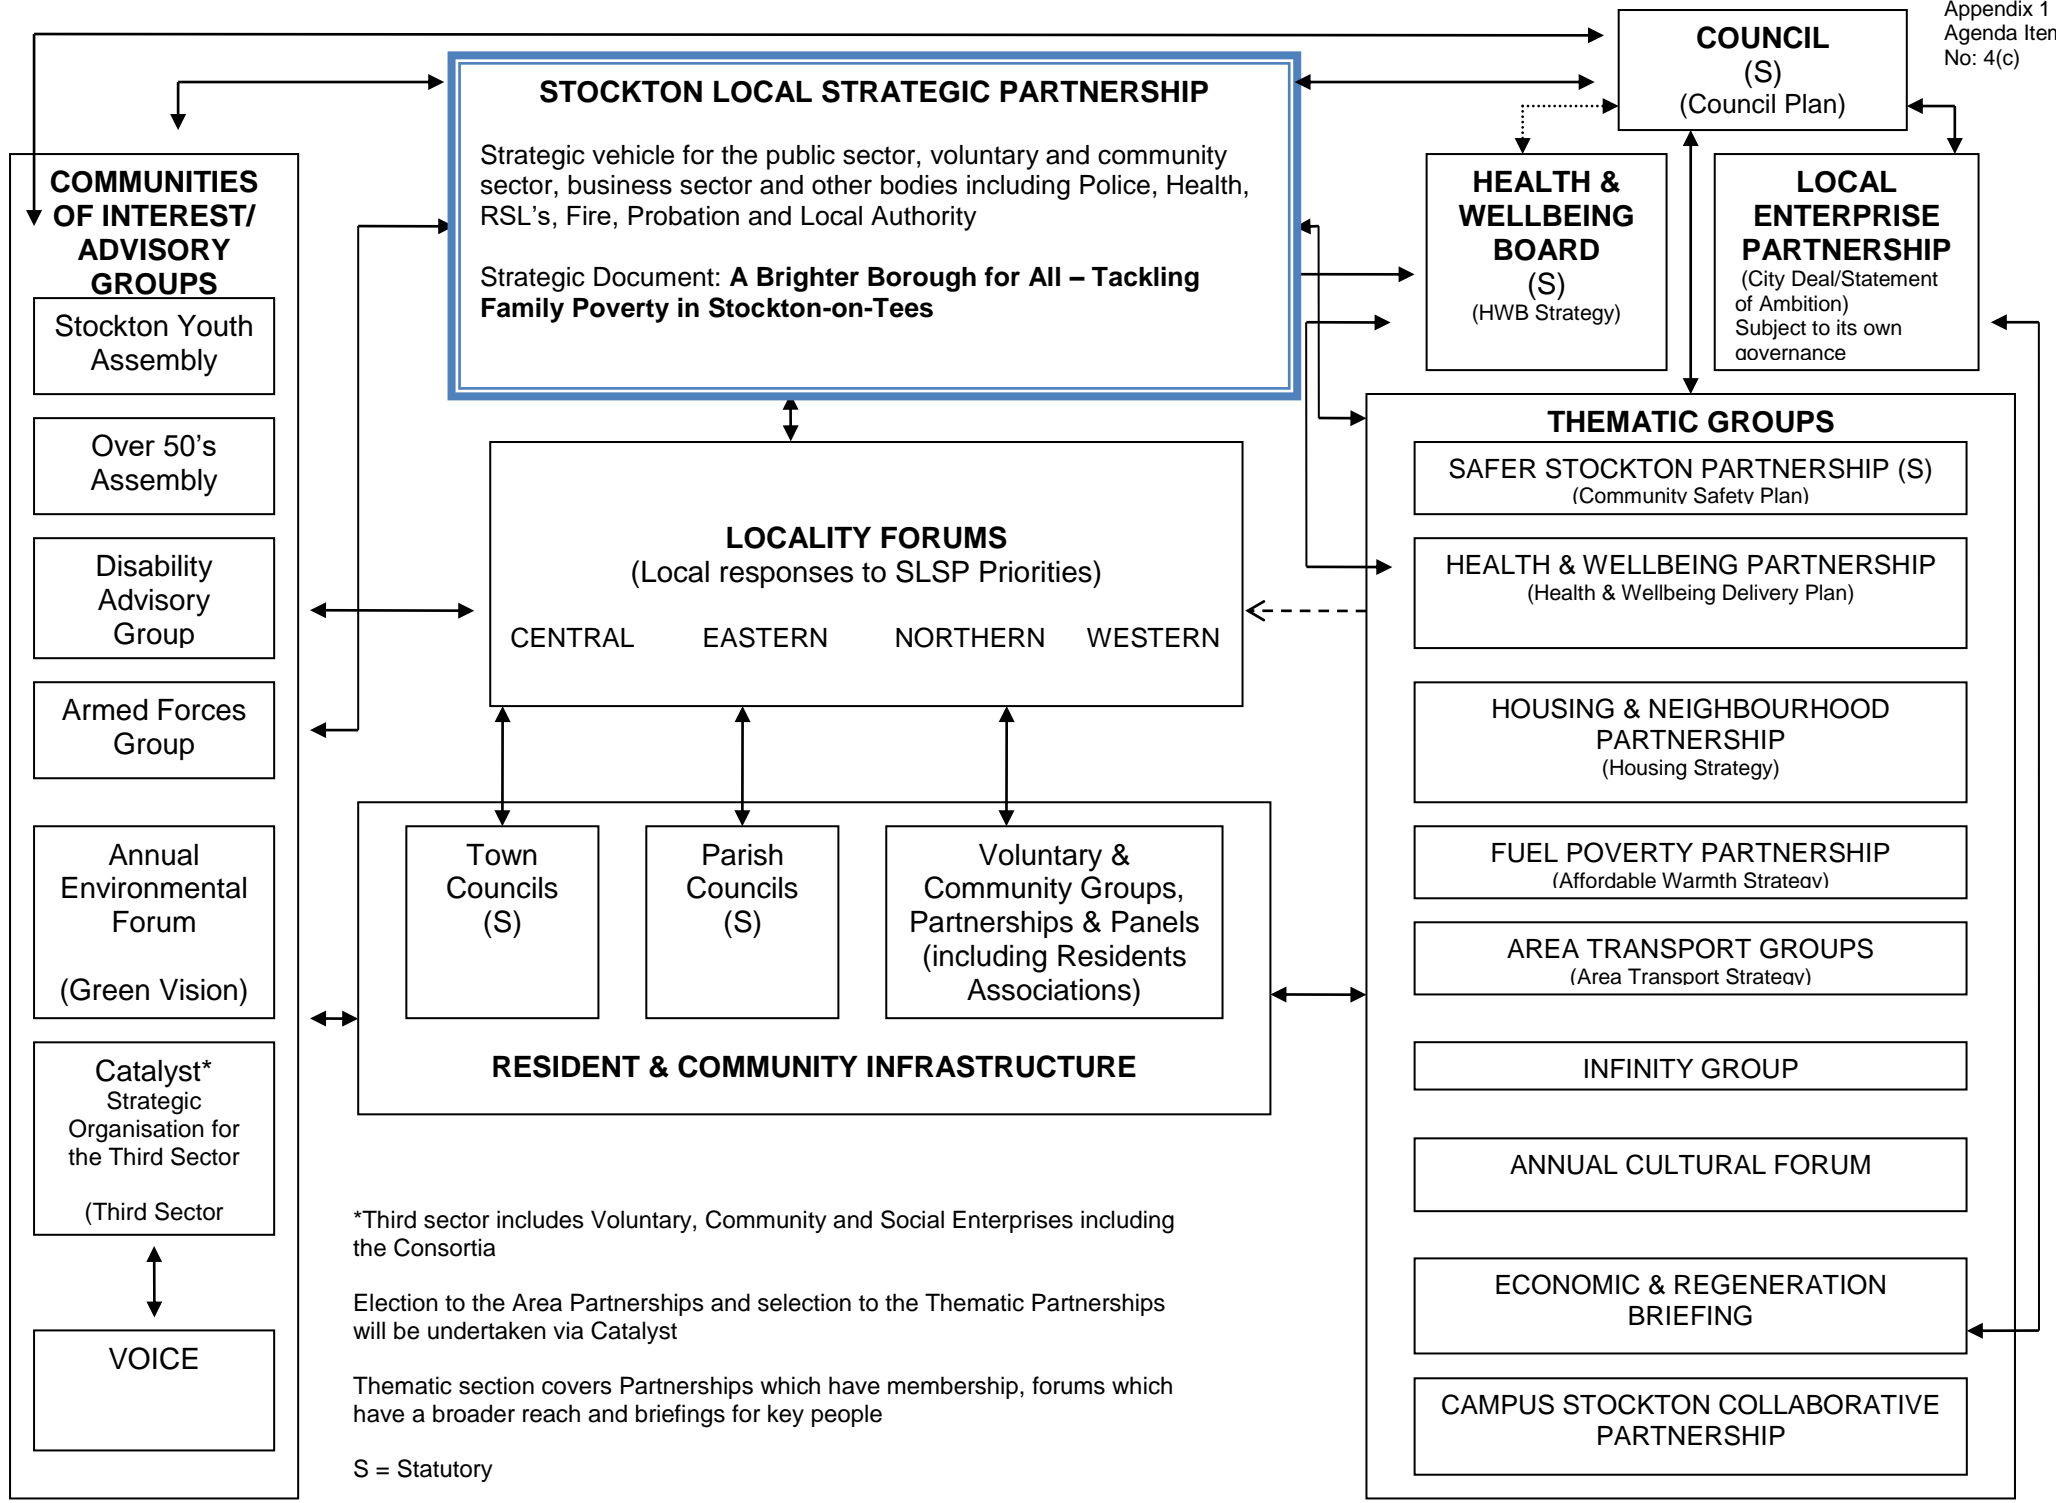 Appendix 1
Agenda Item
No: 4(c)
COUNCIL
(S)
(Council Plan)
STOCKTON LOCAL STRATEGIC PARTNERSHIP
Strategic vehicle for the public sector, voluntary and community
sector, business sector and other bodies including Police, Health,
RSL's, Fire, Probation and Local Authority
Strategic Document: A Brighter Borough for All – Tackling
Family Poverty in Stockton-on-Tees
HEALTH &
WELLBEING
BOARD
(S)
(HWB Strategy)
LOCAL
ENTERPRISE
PARTNERSHIP
(City Deal/Statement
of Ambition)
Subject to its own
governance
COMMUNITIES
OF INTEREST/
ADVISORY
GROUPS
Stockton Youth
Assembly
Over 50's
Assembly
Disability
Advisory
Group
Armed Forces
Group
Annual
Environmental
Forum
(Green Vision)
Catalyst*
Strategic
Organisation for
the Third Sector
(Third Sector
VOICE
LOCALITY FORUMS
(Local responses to SLSP Priorities)
CENTRAL EASTERN NORTHERN WESTERN
Town
Councils
(S)
Parish
Councils
(S)
Voluntary &
Community Groups,
Partnerships & Panels
(including Residents
Associations)
RESIDENT & COMMUNITY INFRASTRUCTURE
THEMATIC GROUPS
SAFER STOCKTON PARTNERSHIP (S)
(Community Safety Plan)
HEALTH & WELLBEING PARTNERSHIP
(Health & Wellbeing Delivery Plan)
HOUSING & NEIGHBOURHOOD
PARTNERSHIP
(Housing Strategy)
FUEL POVERTY PARTNERSHIP
(Affordable Warmth Strategy)
AREA TRANSPORT GROUPS
(Area Transport Strategy)
INFINITY GROUP
ANNUAL CULTURAL FORUM
ECONOMIC & REGENERATION
BRIEFING
CAMPUS STOCKTON COLLABORATIVE
PARTNERSHIP
*Third sector includes Voluntary, Community and Social Enterprises including
the Consortia
Election to the Area Partnerships and selection to the Thematic Partnerships
will be undertaken via Catalyst
Thematic section covers Partnerships which have membership, forums which
have a broader reach and briefings for key people
S = Statutory